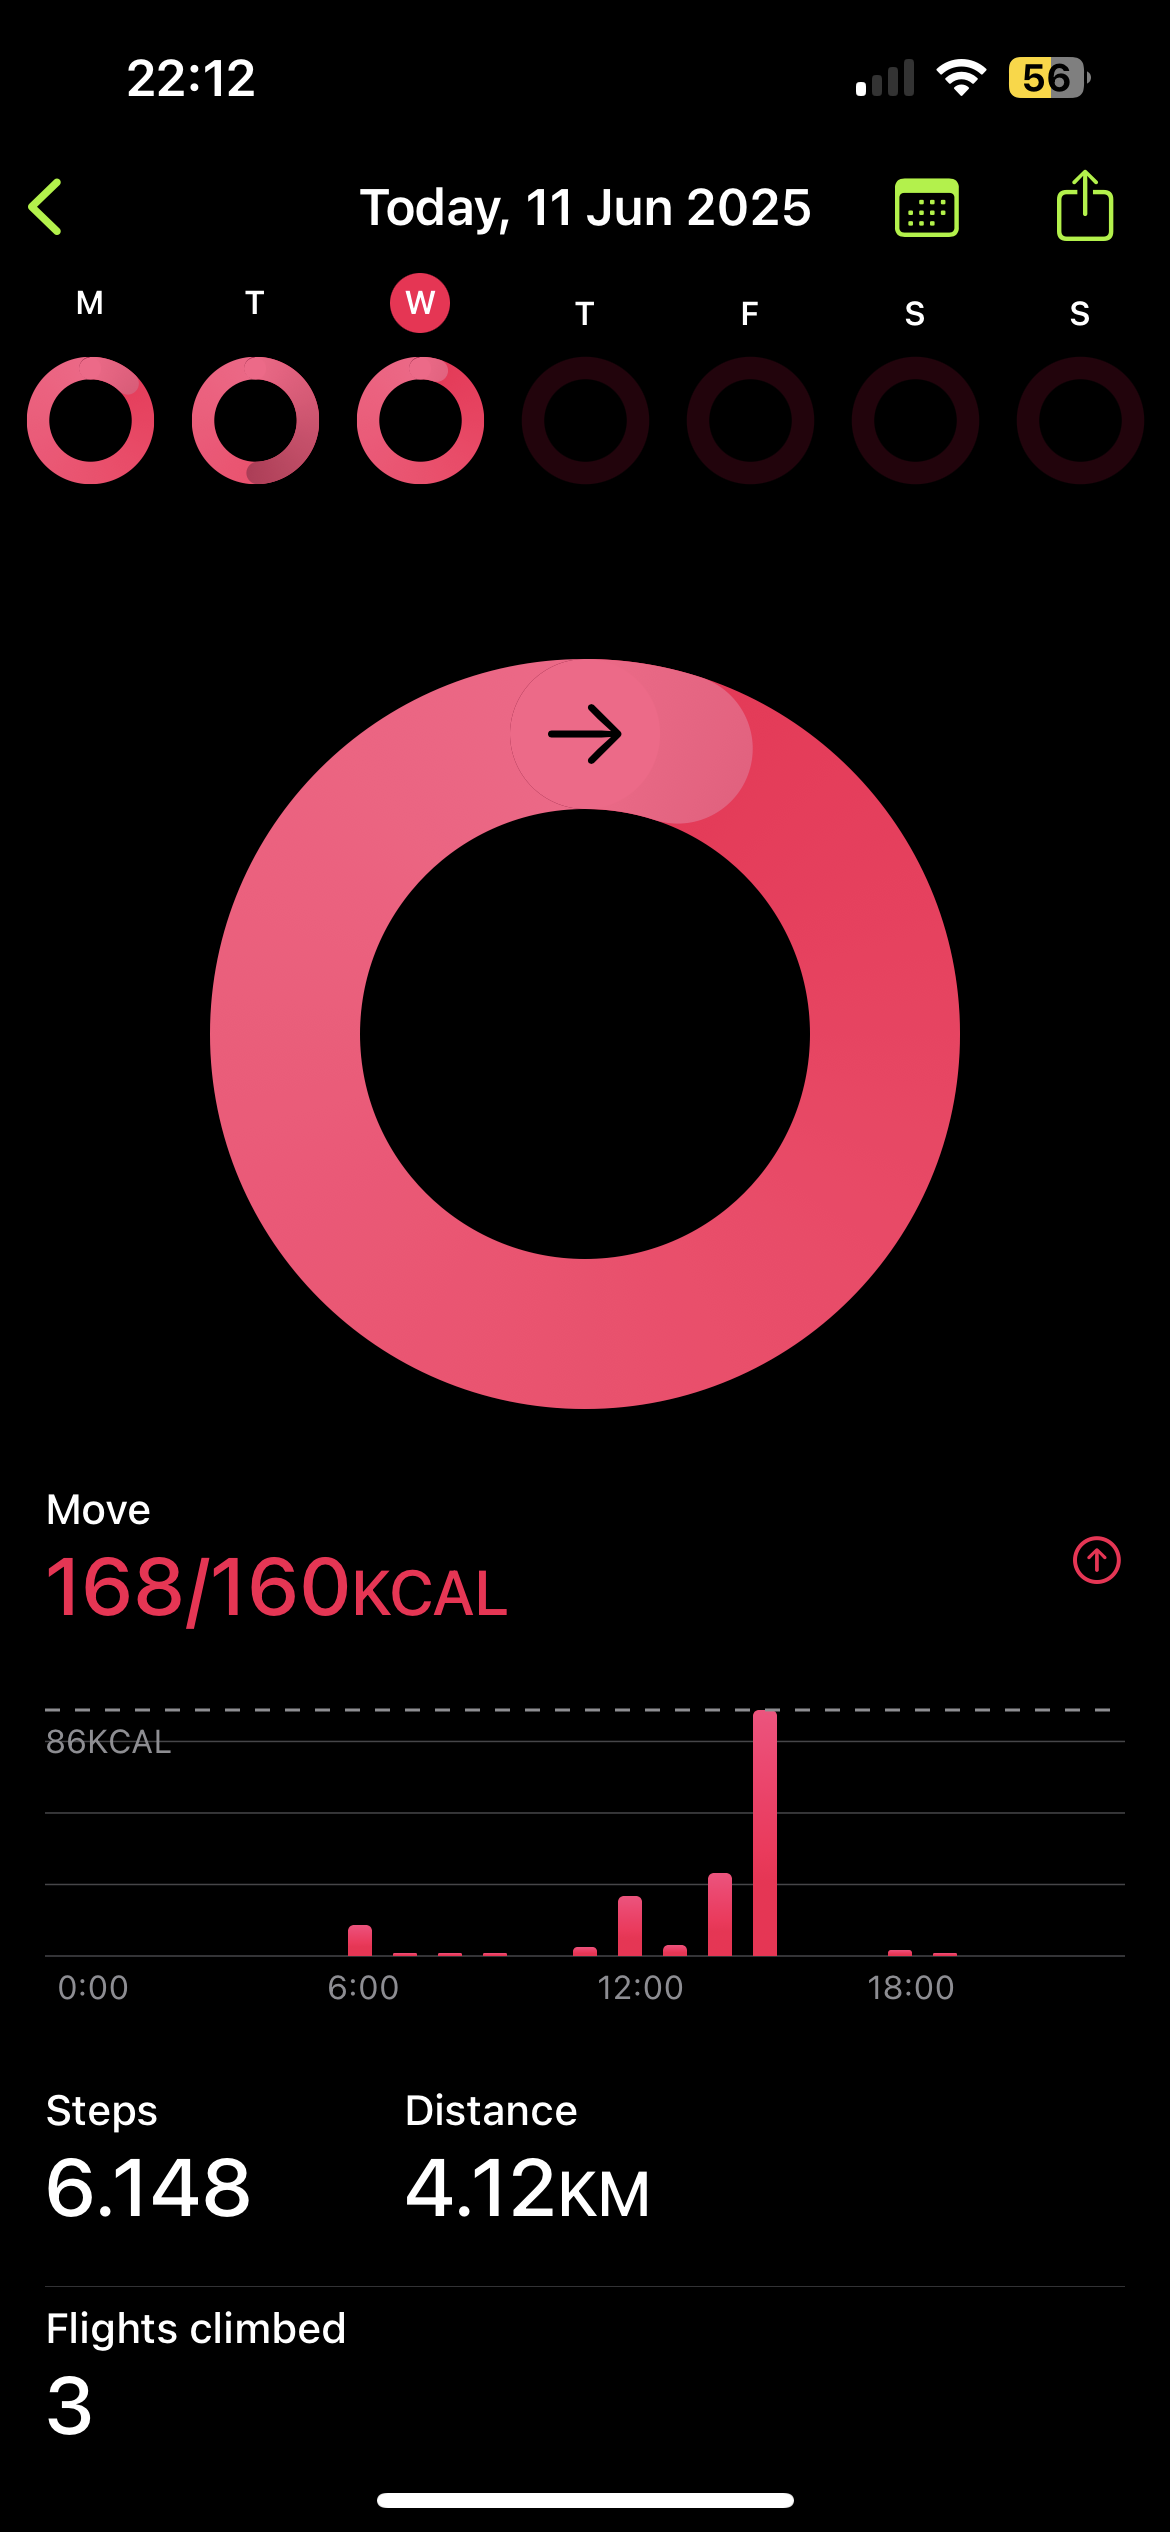 22:12 56
Today, 11 Jun 2025
M T W T F S S
Move
168/160KCAL
86KCAL
0:00 6:00 12:00 18:00
Steps Distance
6.148 4.12KM
Flights climbed
3